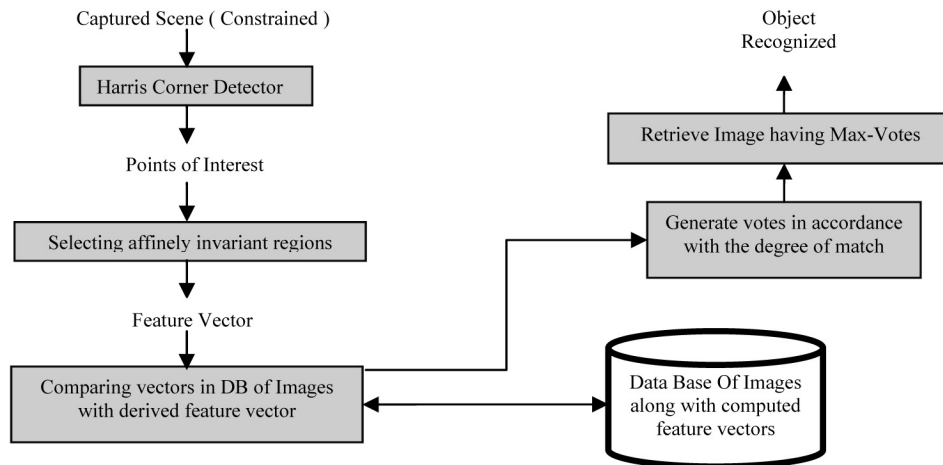 Captured Scene ( Constrained )
Harris Corner Detector
Points of Interest
Selecting affinely invariant regions
Feature Vector
Comparing vectors in DB of Images
with derived feature vector
Data Base Of Images
along with computed
feature vectors
Generate votes in accordance
with the degree of match
Retrieve Image having Max-Votes
Object
Recognized